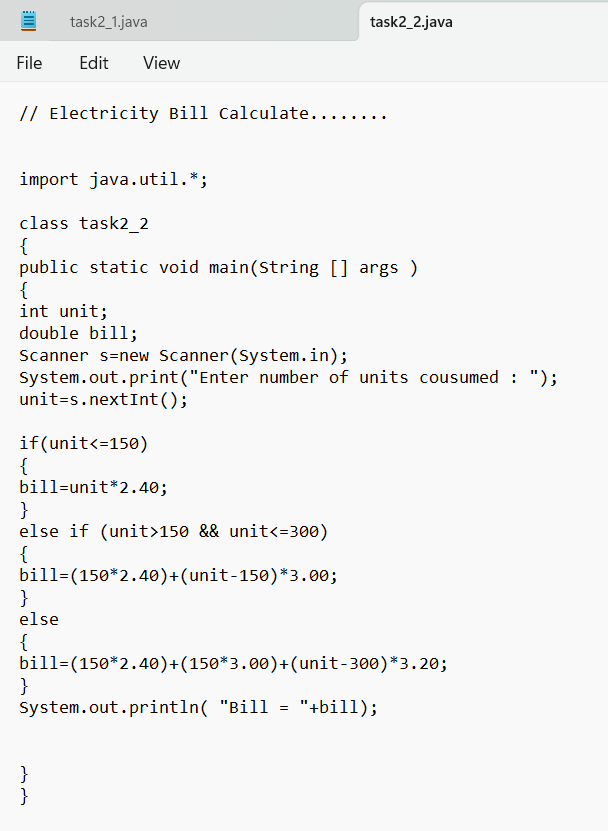 task2_1.java
task2_2.java
File Edit View
// Electricity Bill Calculate........
import java.util.*;
class task2_2
{
public static void main(String [] args )
{
int unit;
double bill;
Scanner s=new Scanner(System.in);
System.out.print("Enter number of units cousumed : ");
unit=s.nextInt();
if(unit<=150)
{
bill=unit*2.40;
}
else if (unit>150 && unit<=300)
{
bill=(150*2.40)+(unit-150)*3.00;
}
else
{
bill=(150*2.40)+(150*3.00)+(unit-300)*3.20;
}
System.out.println( "Bill = "+bill);
}
}